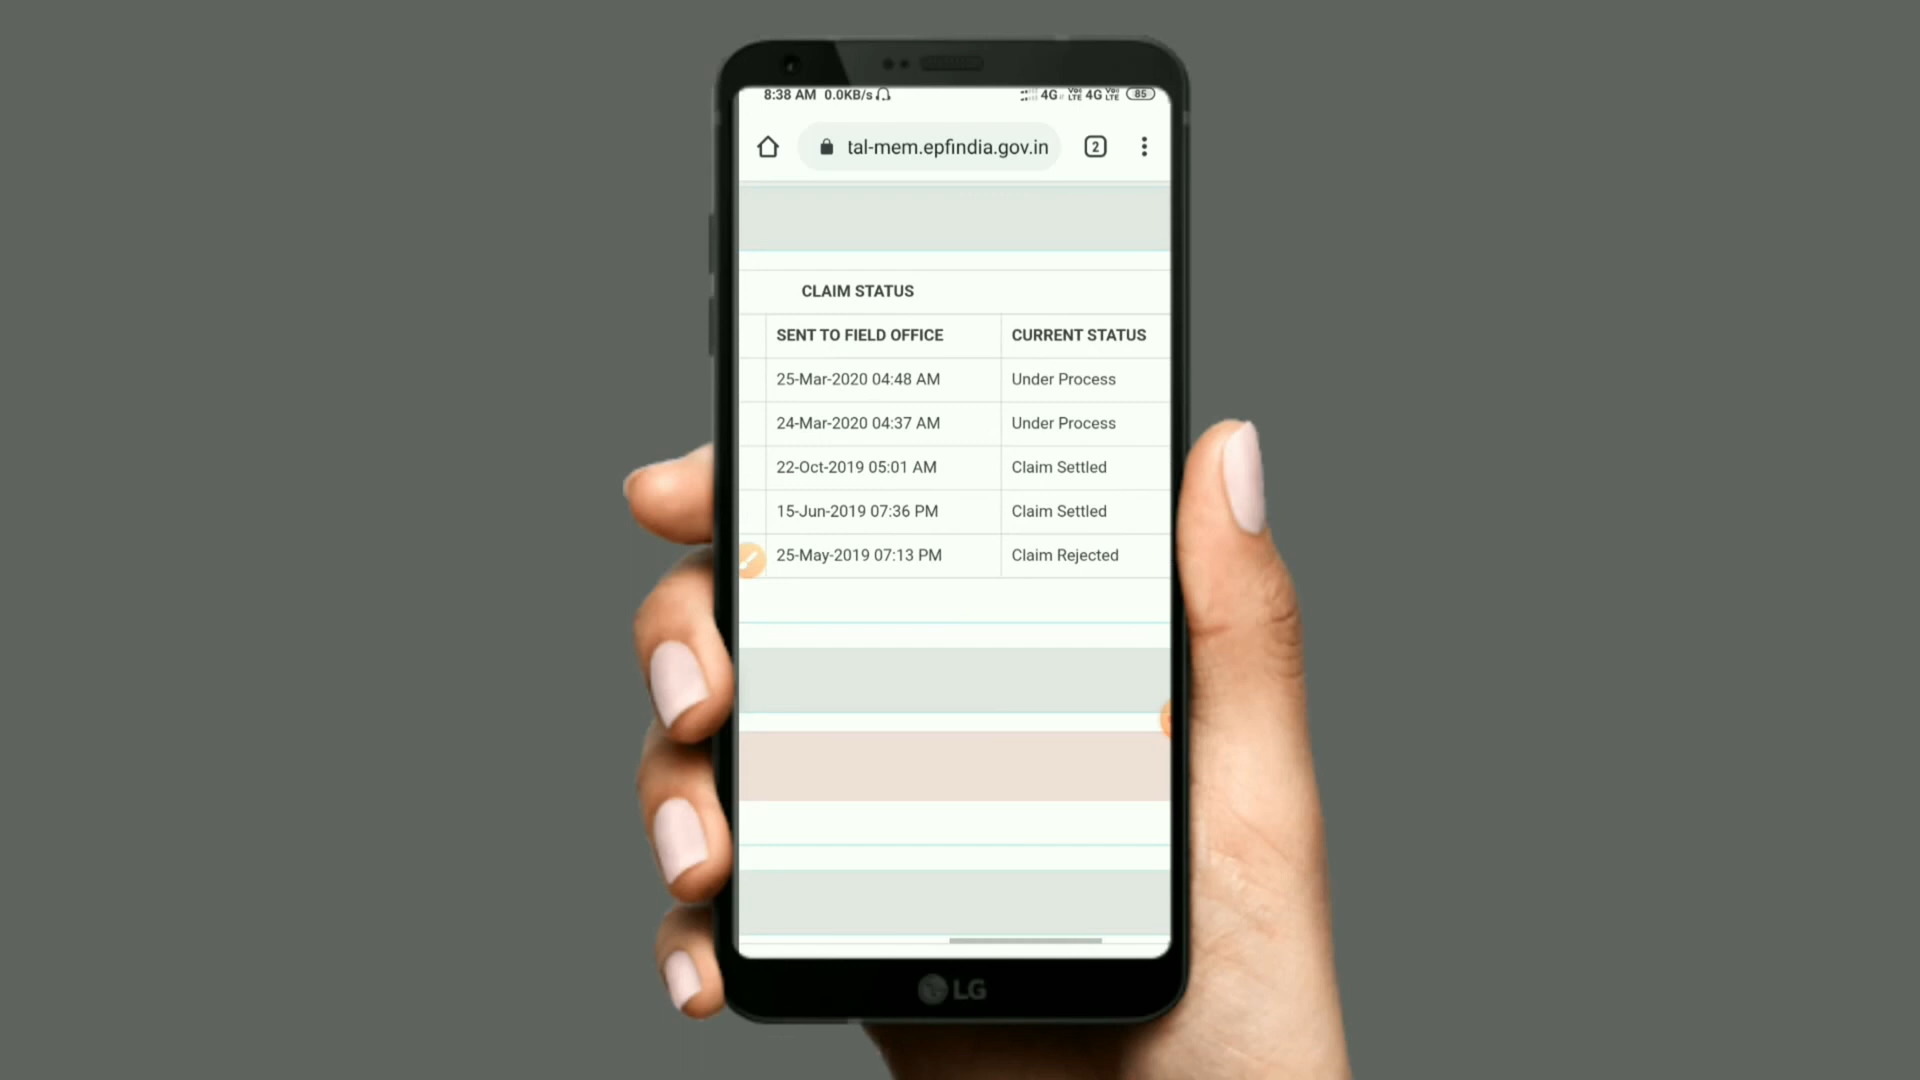 8:38 AM 0.0KB/s 4G VoLTE 4G VoLTE 85
tal-mem.epfindia.gov.in 2
CLAIM STATUS
SENT TO FIELD OFFICE CURRENT STATUS
25-Mar-2020 04:48 AM Under Process
24-Mar-2020 04:37 AM Under Process
22-Oct-2019 05:01 AM Claim Settled
15-Jun-2019 07:36 PM Claim Settled
25-May-2019 07:13 PM Claim Rejected
LG